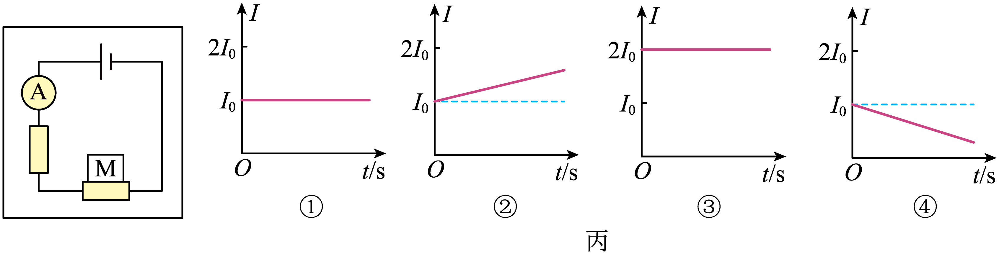 A
M
I
2I₀
I₀
O
t/s
①
I
2I₀
I₀
O
t/s
②
I
2I₀
I₀
O
t/s
③
I
2I₀
I₀
O
t/s
④
丙